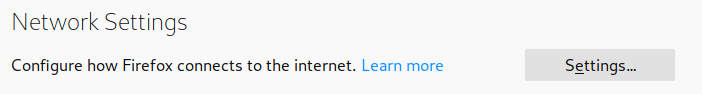 Network Settings
Configure how Firefox connects to the internet. Learn more Settings...